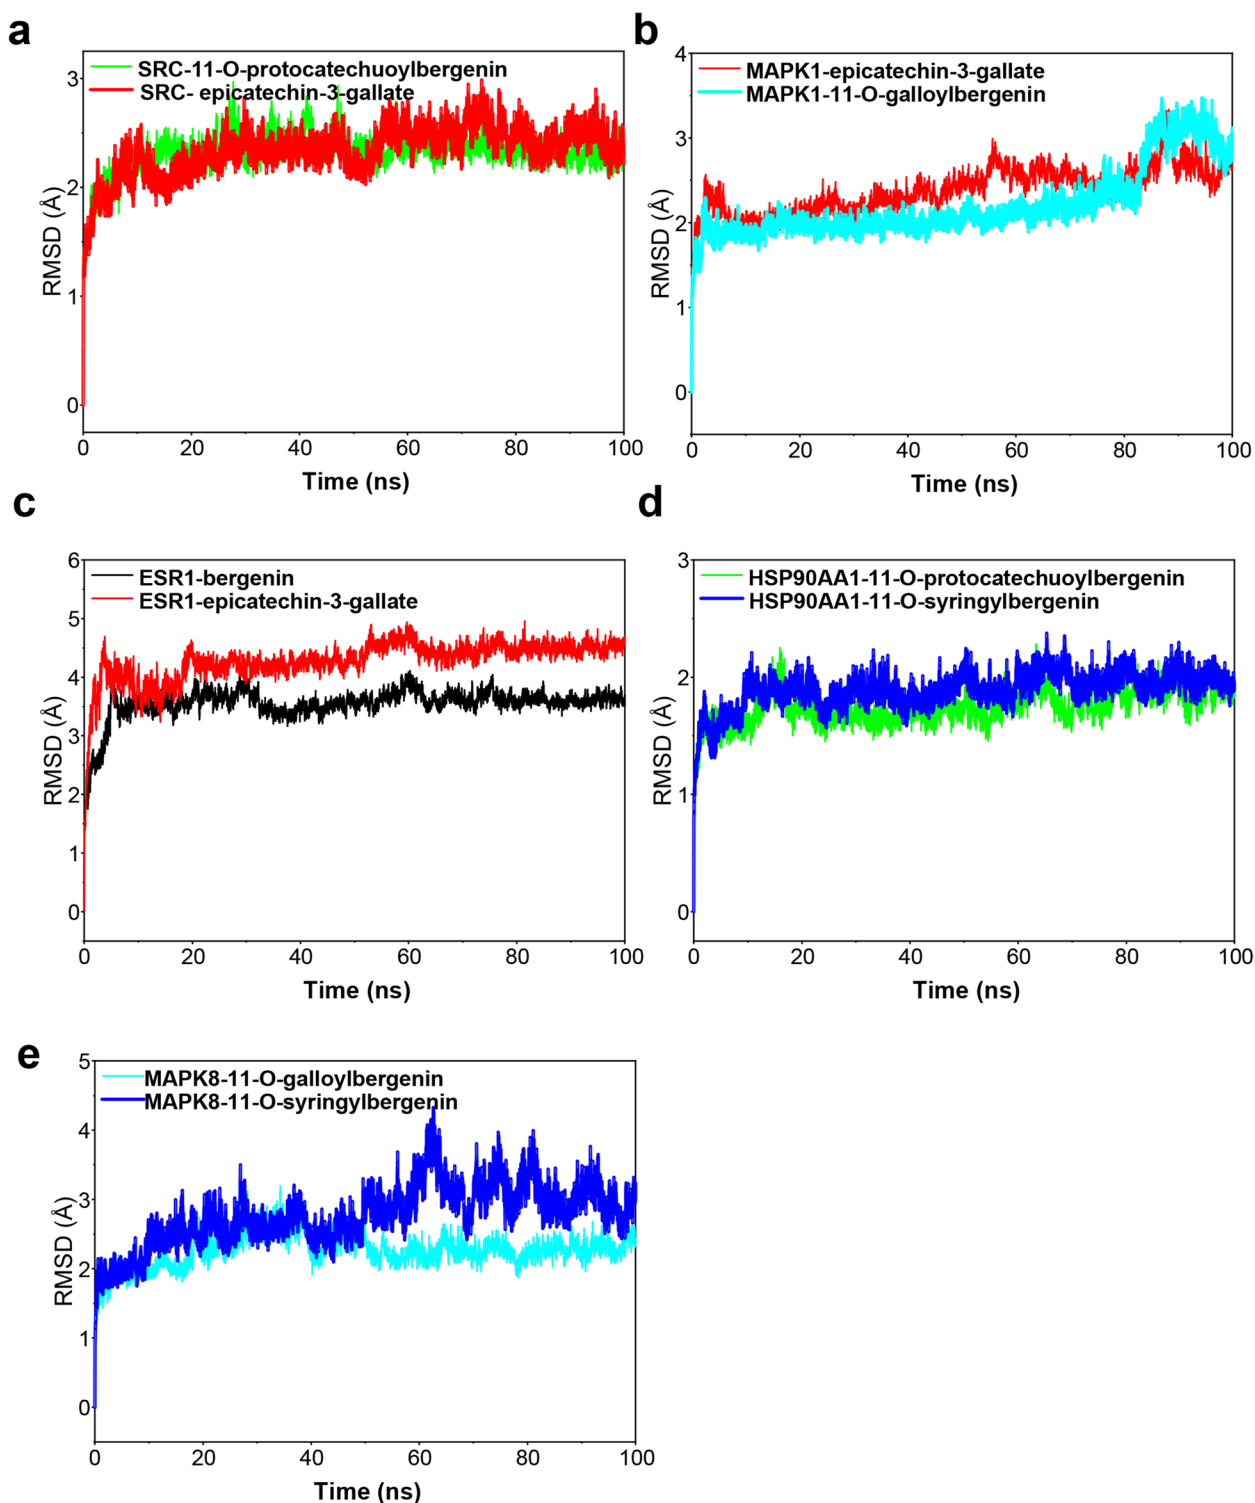 a
3
2
1
0
RMSD (Å)
SRC-11-O-protocatechuoylbergenin
SRC- epicatechin-3-gallate
0 20 40 60 80 100
Time (ns)
b
4
3
2
1
0
RMSD (Å)
MAPK1-epicatechin-3-gallate
MAPK1-11-O-galloylbergenin
0 20 40 60 80 100
Time (ns)
c
6
5
4
3
2
1
0
RMSD (Å)
ESR1-bergenin
ESR1-epicatechin-3-gallate
0 20 40 60 80 100
Time (ns)
d
3
2
1
0
RMSD (Å)
HSP90AA1-11-O-protocatechuoylbergenin
HSP90AA1-11-O-syringylbergenin
0 20 40 60 80 100
Time (ns)
e
5
4
3
2
1
0
RMSD (Å)
MAPK8-11-O-galloylbergenin
MAPK8-11-O-syringylbergenin
0 20 40 60 80 100
Time (ns)